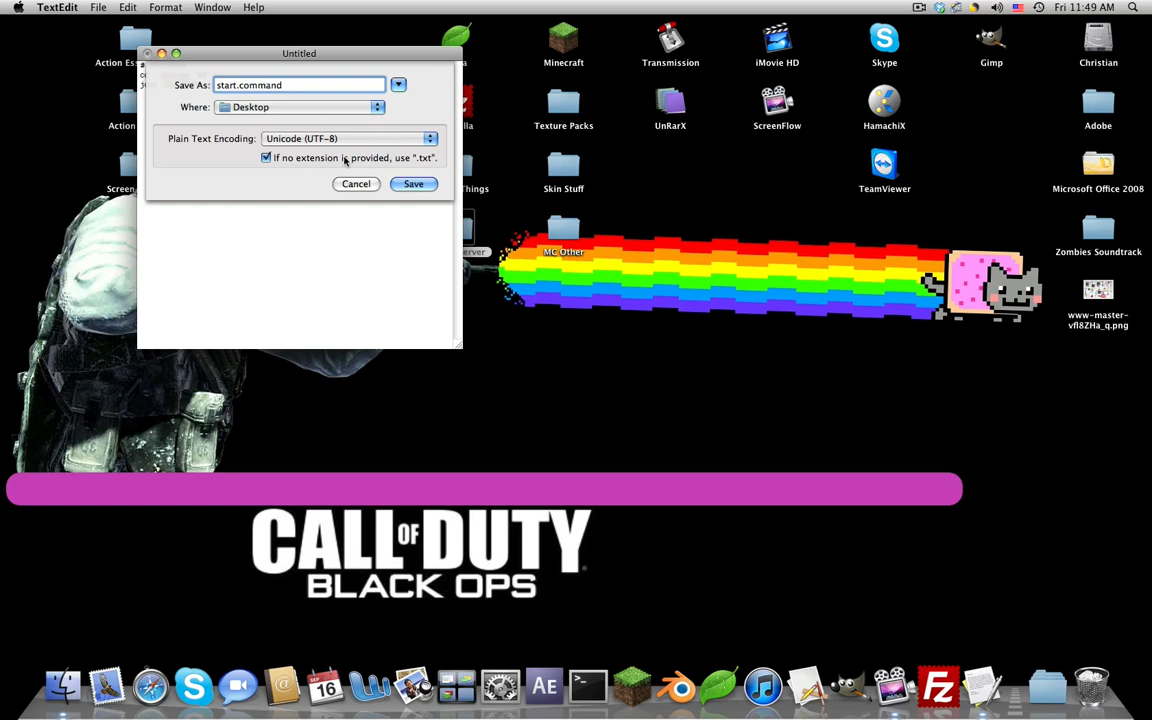 TextEdit File Edit Format Window Help Fri 11:49 AM
Untitled
Save As: start.command
Where: Desktop
Plain Text Encoding: Unicode (UTF-8)
If no extension is provided, use ".txt".
Cancel Save
Minecraft
Transmission
iMovie HD
Skype
Gimp
Christian
Action
Texture Packs
UnRarX
ScreenFlow
HamachiX
Adobe
Screen
Things
Skin Stuff
TeamViewer
Microsoft Office 2008
MC Other
Zombies Soundtrack
www-master-
vfl8ZHa_q.png
CALL OF DUTY
BLACK OPS
SEP
16
AE
Fz